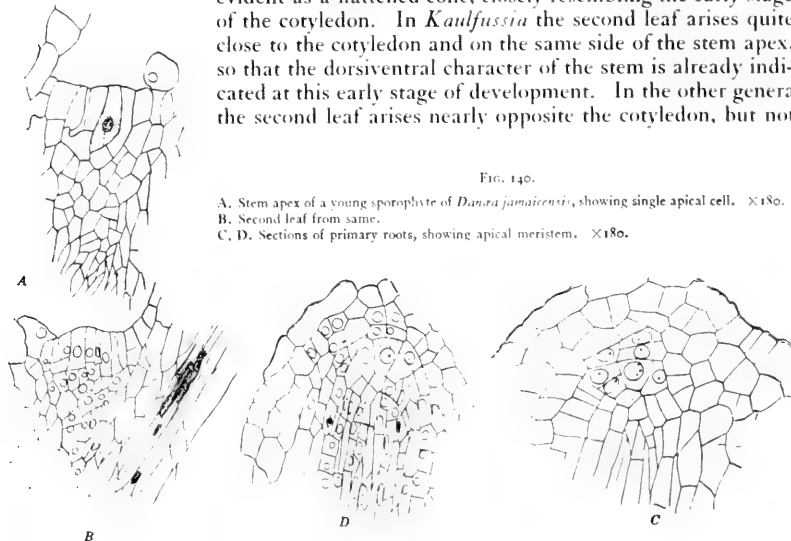 evident as a flattened cone, closely resembling the early stage
of the cotyledon. In Kaulfussia the second leaf arises quite
close to the cotyledon and on the same side of the stem apex,
so that the dorsiventral character of the stem is already indi-
cated at this early stage of development. In the other genera
the second leaf arises nearly opposite the cotyledon, but not
FIG. 140.
A. Stem apex of a young sporophyte of Danæa jamaicensis, showing single apical cell. ×180.
B. Second leaf from same.
C, D. Sections of primary roots, showing apical meristem. ×180.
A
B
D
C